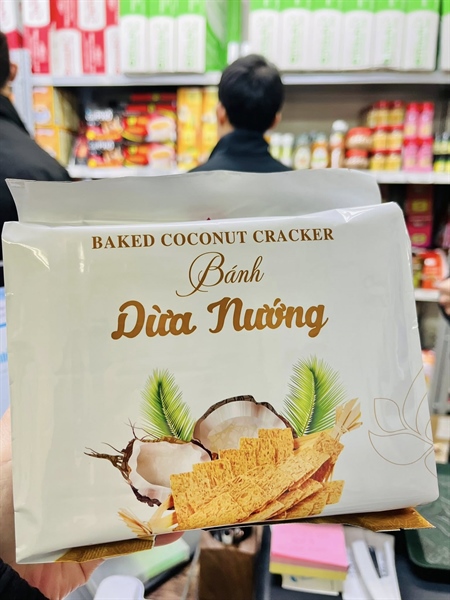 BAKED COCONUT CRACKER
Bánh
Dừa Nướng